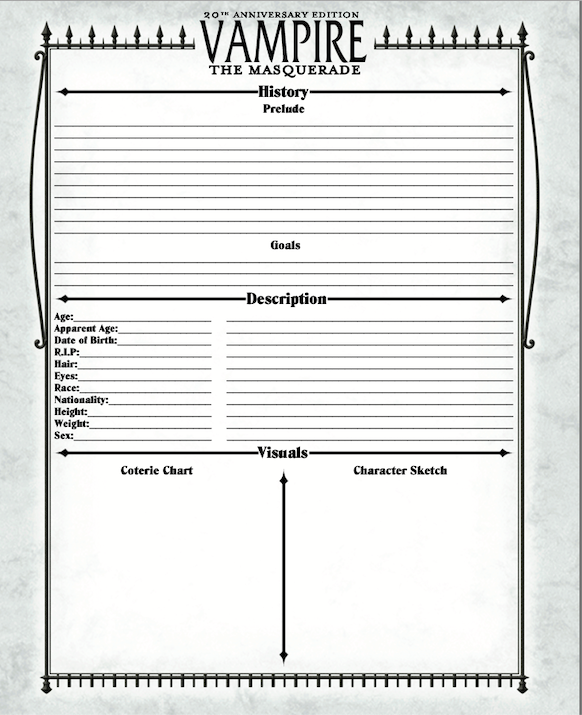 20TH ANNIVERSARY EDITION
VAMPIRE
THE MASQUERADE
History
Prelude
Goals
Description
Age:
Apparent Age:
Date of Birth:
R.I.P:
Hair:
Eyes:
Race:
Nationality:
Height:
Weight:
Sex:
Visuals
Coterie Chart
Character Sketch